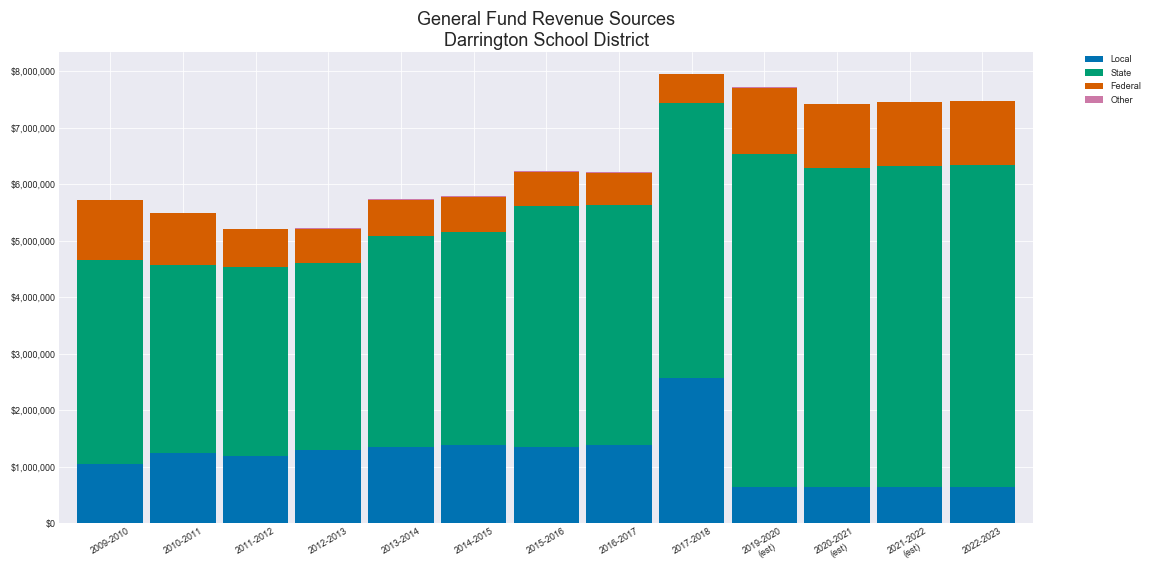 General Fund Revenue Sources
Darrington School District
$8,000,000
$7,000,000
$6,000,000
$5,000,000
$4,000,000
$3,000,000
$2,000,000
$1,000,000
$0
2009-2010
2010-2011
2011-2012
2012-2013
2013-2014
2014-2015
2015-2016
2016-2017
2017-2018
2019-2020
(est)
2020-2021
(est)
2021-2022
(est)
2022-2023
Local
State
Federal
Other